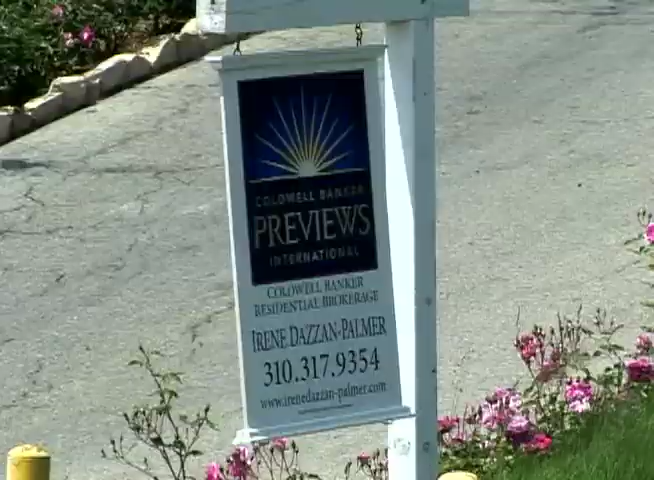 COLDWELL BANKER
PREVIEWS
INTERNATIONAL
COLDWELL BANKER
RESIDENTIAL BROKERAGE
IRENE DAZZAN-PALMER
310.317.9354
www.irenedazzan-palmer.com